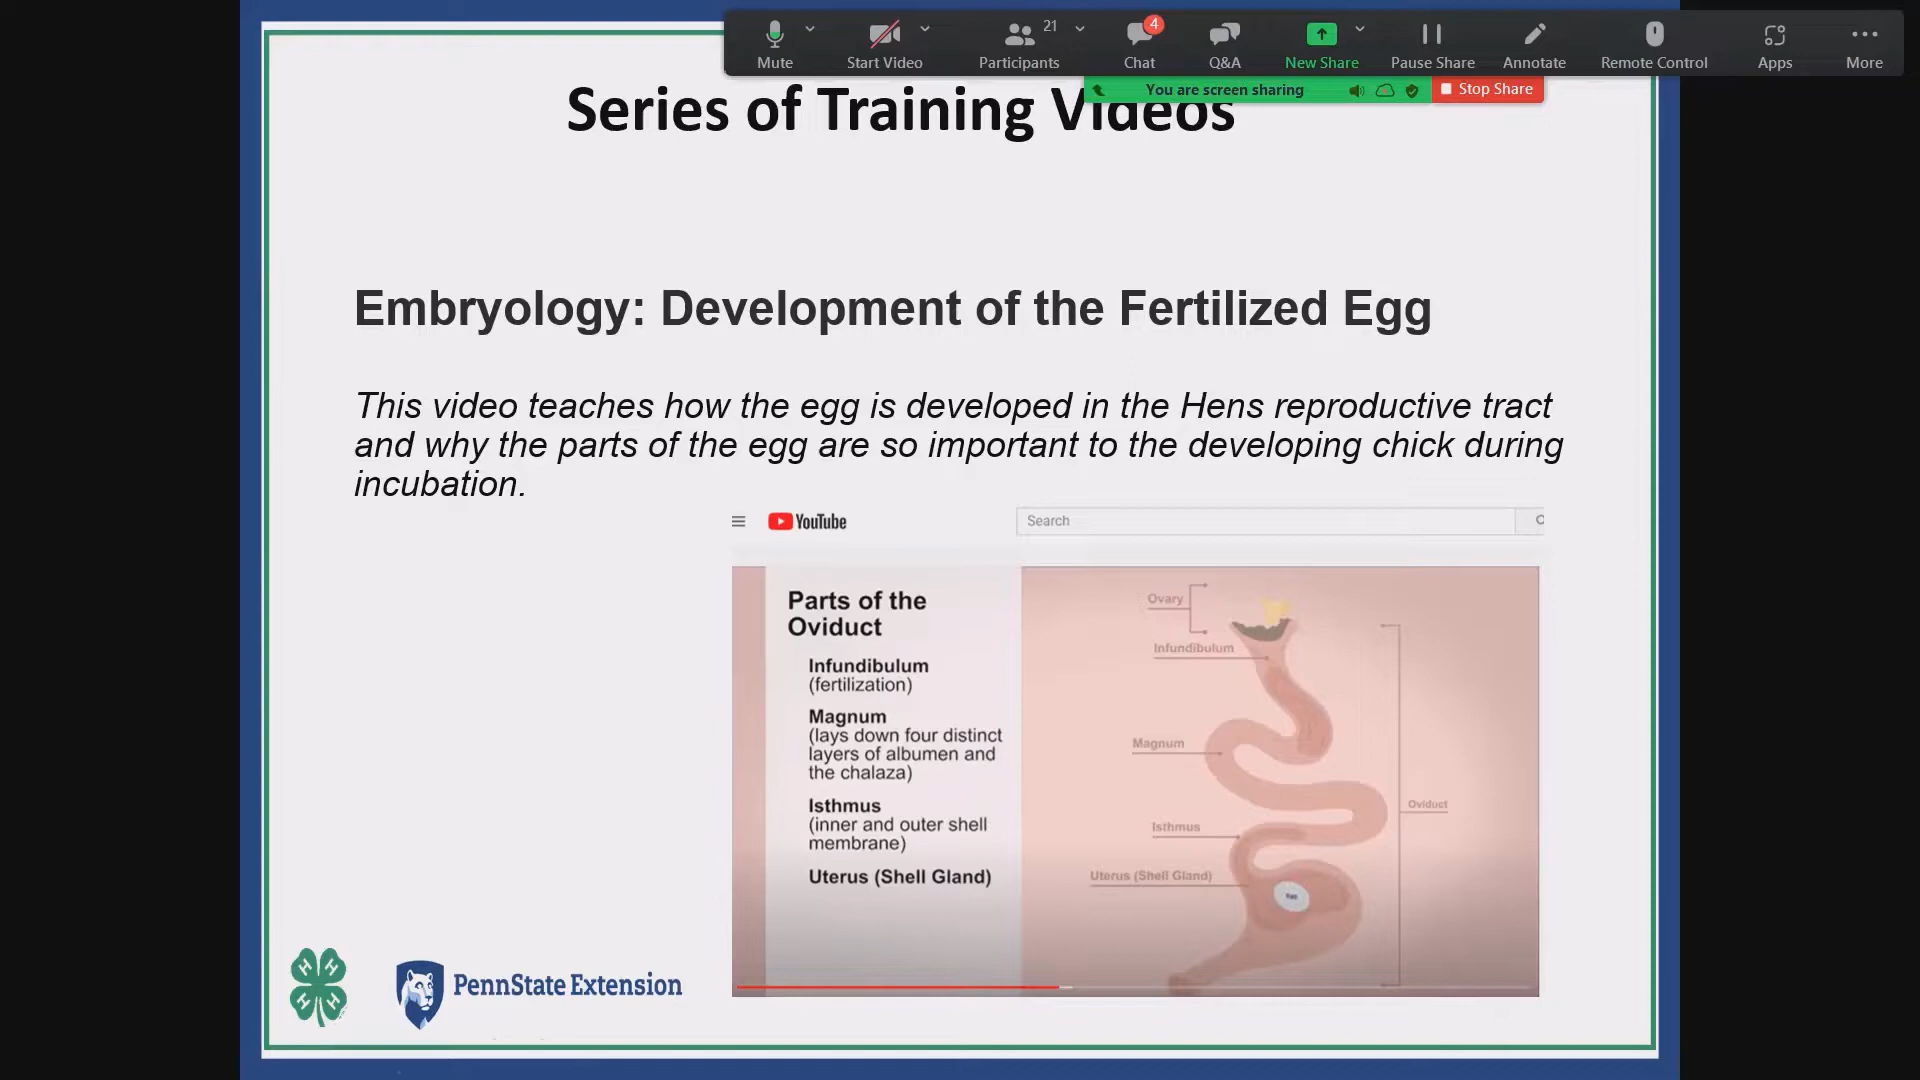 Mute
Start Video
21
Participants
4
Chat
Q&A
New Share
Pause Share
Annotate
Remote Control
Apps
More
You are screen sharing
Stop Share
Series of Training Videos
Embryology: Development of the Fertilized Egg
This video teaches how the egg is developed in the Hens reproductive tract
and why the parts of the egg are so important to the developing chick during
incubation.
YouTube
Search
Parts of the
Oviduct
Infundibulum
(fertilization)
Magnum
(lays down four distinct
layers of albumen and
the chalaza)
Isthmus
(inner and outer shell
membrane)
Uterus (Shell Gland)
Ovary
Infundibulum
Magnum
Isthmus
Uterus (Shell Gland)
Oviduct
H H
H H
PennState Extension